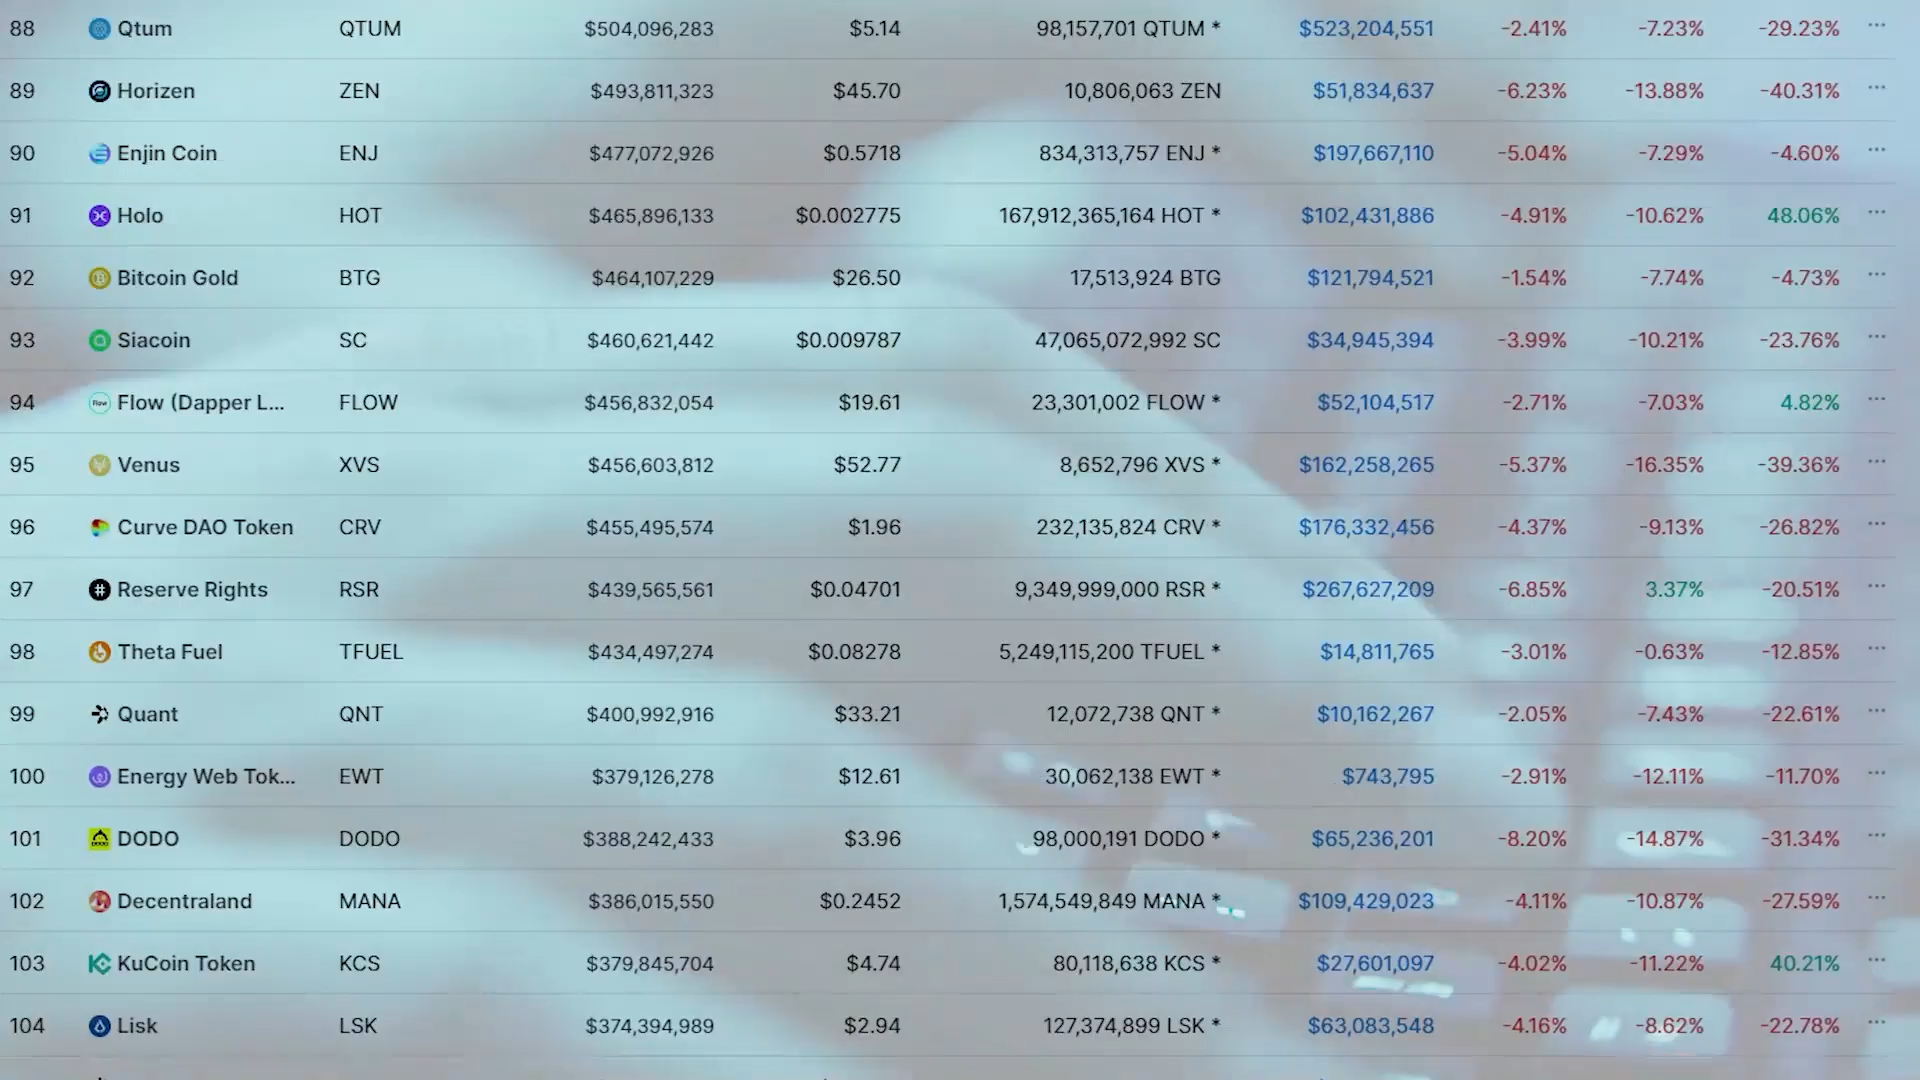 88 Qtum QTUM $504,096,283 $5.14 98,157,701 QTUM * $523,204,551 -2.41% -7.23% -29.23% ...
89 Horizen ZEN $493,811,323 $45.70 10,806,063 ZEN $51,834,637 -6.23% -13.88% -40.31% ...
90 Enjin Coin ENJ $477,072,926 $0.5718 834,313,757 ENJ * $197,667,110 -5.04% -7.29% -4.60% ...
91 Holo HOT $465,896,133 $0.002775 167,912,365,164 HOT * $102,431,886 -4.91% -10.62% 48.06% ...
92 Bitcoin Gold BTG $464,107,229 $26.50 17,513,924 BTG $121,794,521 -1.54% -7.74% -4.73% ...
93 Siacoin SC $460,621,442 $0.009787 47,065,072,992 SC $34,945,394 -3.99% -10.21% -23.76% ...
94 Flow Flow (Dapper L... FLOW $456,832,054 $19.61 23,301,002 FLOW * $52,104,517 -2.71% -7.03% 4.82% ...
95 Venus XVS $456,603,812 $52.77 8,652,796 XVS * $162,258,265 -5.37% -16.35% -39.36% ...
96 Curve DAO Token CRV $455,495,574 $1.96 232,135,824 CRV * $176,332,456 -4.37% -9.13% -26.82% ...
97 Reserve Rights RSR $439,565,561 $0.04701 9,349,999,000 RSR * $267,627,209 -6.85% 3.37% -20.51% ...
98 Theta Fuel TFUEL $434,497,274 $0.08278 5,249,115,200 TFUEL * $14,811,765 -3.01% -0.63% -12.85% ...
99 Quant QNT $400,992,916 $33.21 12,072,738 QNT * $10,162,267 -2.05% -7.43% -22.61% ...
100 Energy Web Tok... EWT $379,126,278 $12.61 30,062,138 EWT * $743,795 -2.91% -12.11% -11.70% ...
101 DODO DODO $388,242,433 $3.96 98,000,191 DODO * $65,236,201 -8.20% -14.87% -31.34% ...
102 Decentraland MANA $386,015,550 $0.2452 1,574,549,849 MANA * $109,429,023 -4.11% -10.87% -27.59% ...
103 KuCoin Token KCS $379,845,704 $4.74 80,118,638 KCS * $27,601,097 -4.02% -11.22% 40.21% ...
104 Lisk LSK $374,394,989 $2.94 127,374,899 LSK * $63,083,548 -4.16% -8.62% -22.78% ...